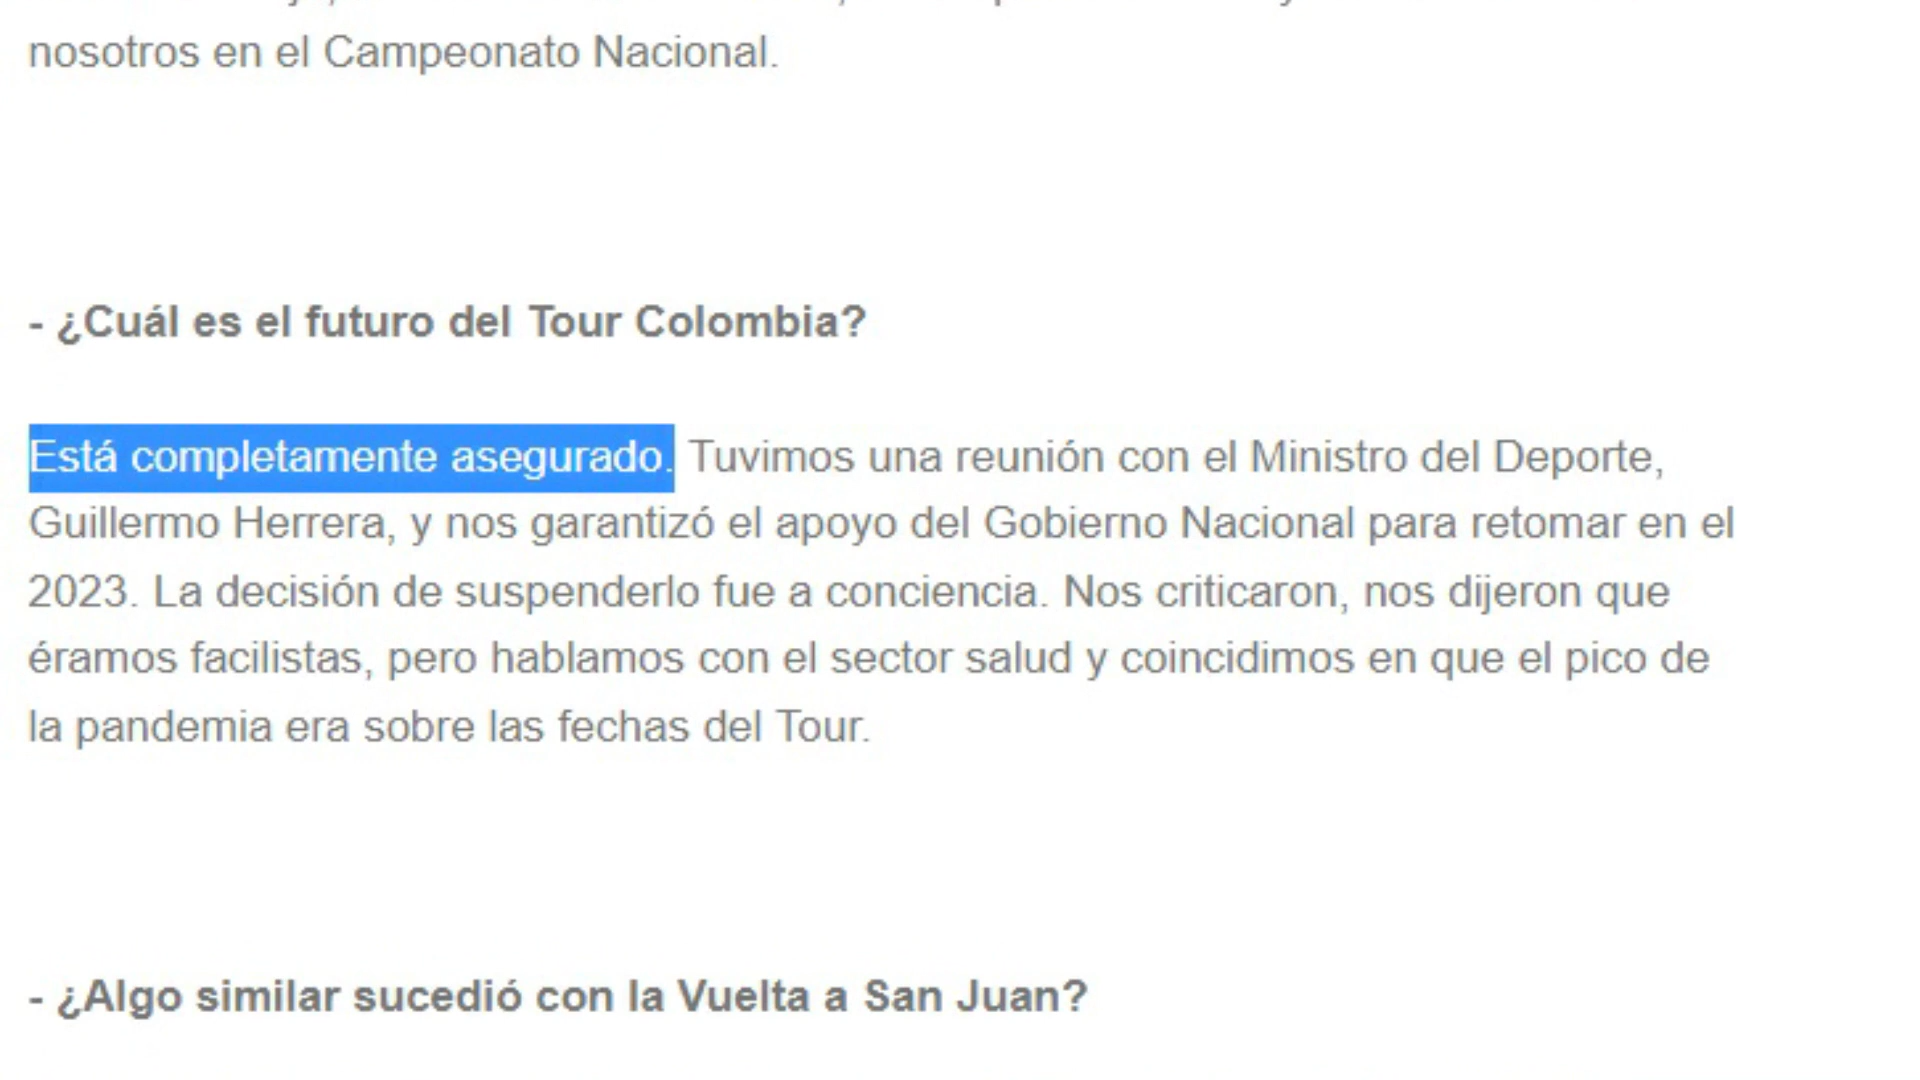 nosotros en el Campeonato Nacional.
- ¿Cuál es el futuro del Tour Colombia?
Está completamente asegurado. Tuvimos una reunión con el Ministro del Deporte,
Guillermo Herrera, y nos garantizó el apoyo del Gobierno Nacional para retomar en el
2023. La decisión de suspenderlo fue a conciencia. Nos criticaron, nos dijeron que
éramos facilistas, pero hablamos con el sector salud y coincidimos en que el pico de
la pandemia era sobre las fechas del Tour.
- ¿Algo similar sucedió con la Vuelta a San Juan?